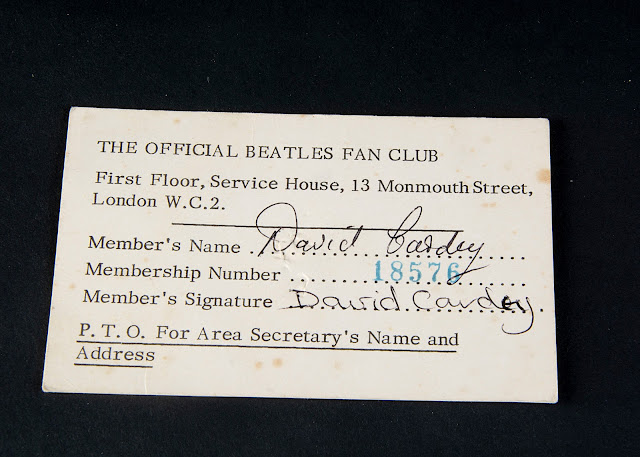 THE OFFICIAL BEATLES FAN CLUB
First Floor, Service House, 13 Monmouth Street,
London W.C.2.
Member's Name David Cardey
Membership Number 18576
Member's Signature David Cardey
P.T.O. For Area Secretary's Name and
Address